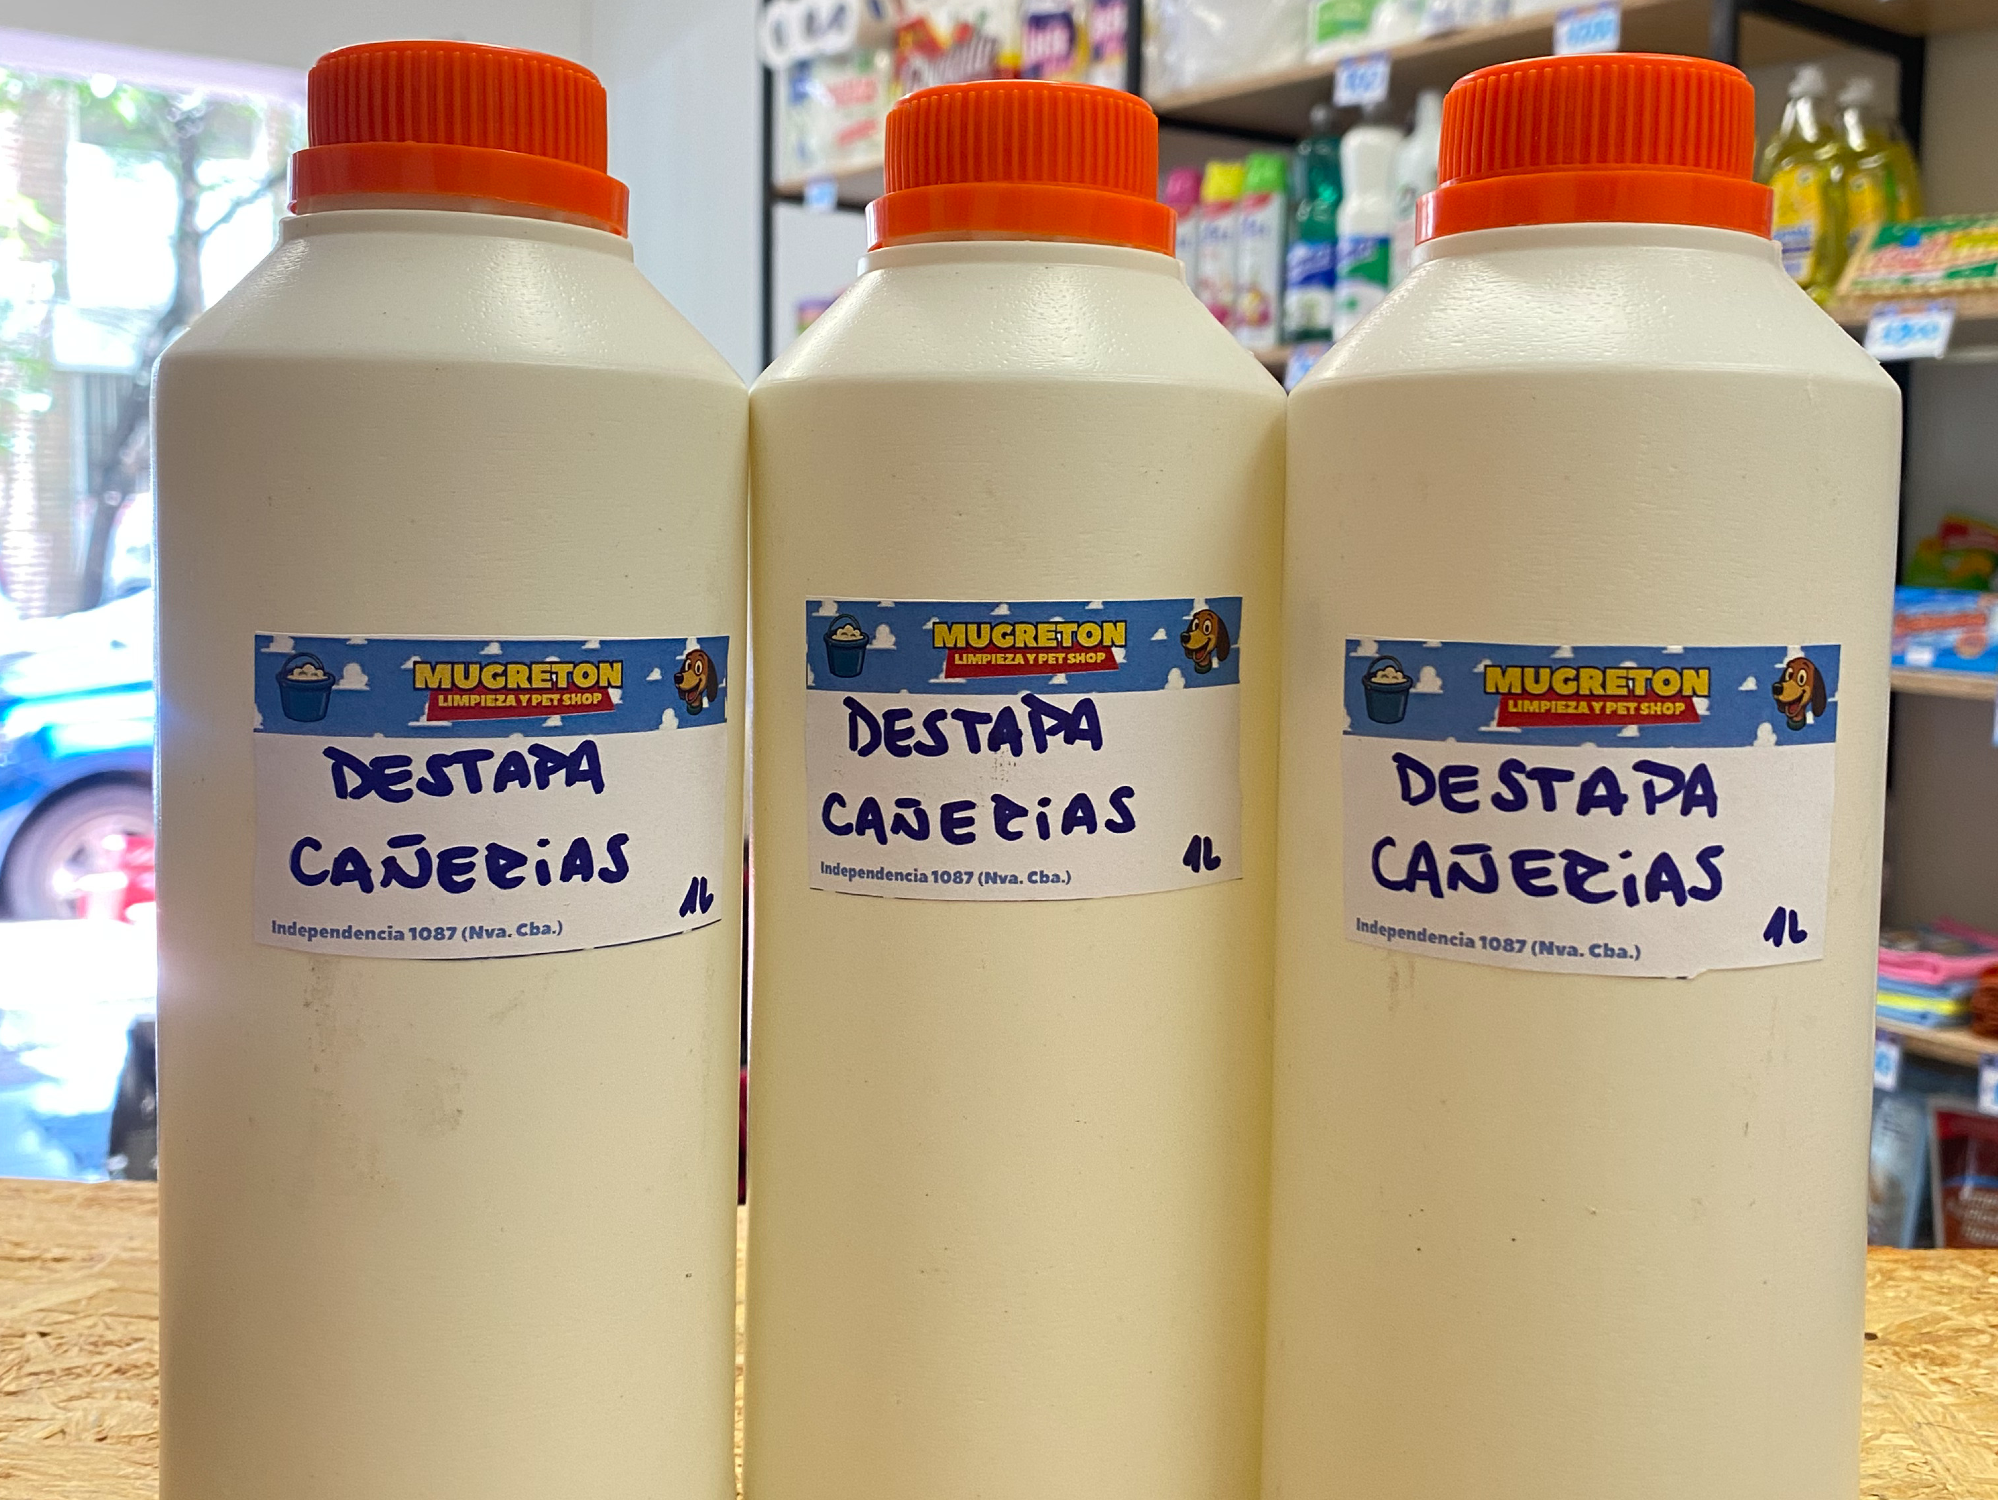 MUGRETON
LIMPIEZA Y PET SHOP
DESTAPA
CAÑERiAS
1L
Independencia 1087 (Nva. Cba.)
MUGRETON
LIMPIEZA Y PET SHOP
DESTAPA
CAÑERiAS
1L
Independencia 1087 (Nva. Cba.)
MUGRETON
LIMPIEZA Y PET SHOP
DESTAPA
CAÑERiAS
1L
Independencia 1087 (Nva. Cba.)